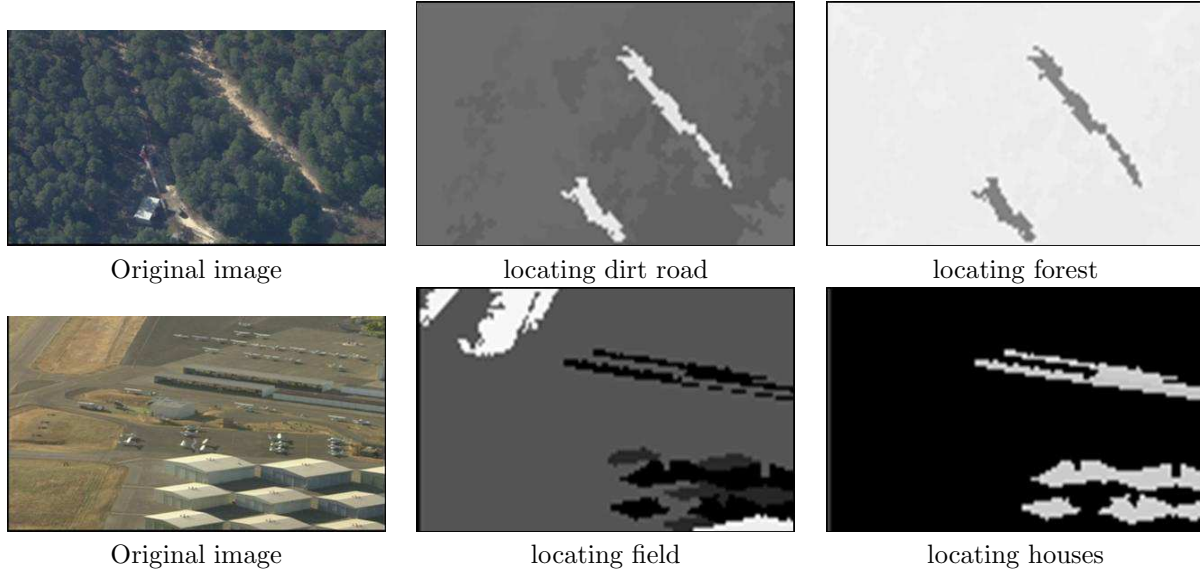 Original image
locating dirt road
locating forest
Original image
locating field
locating houses